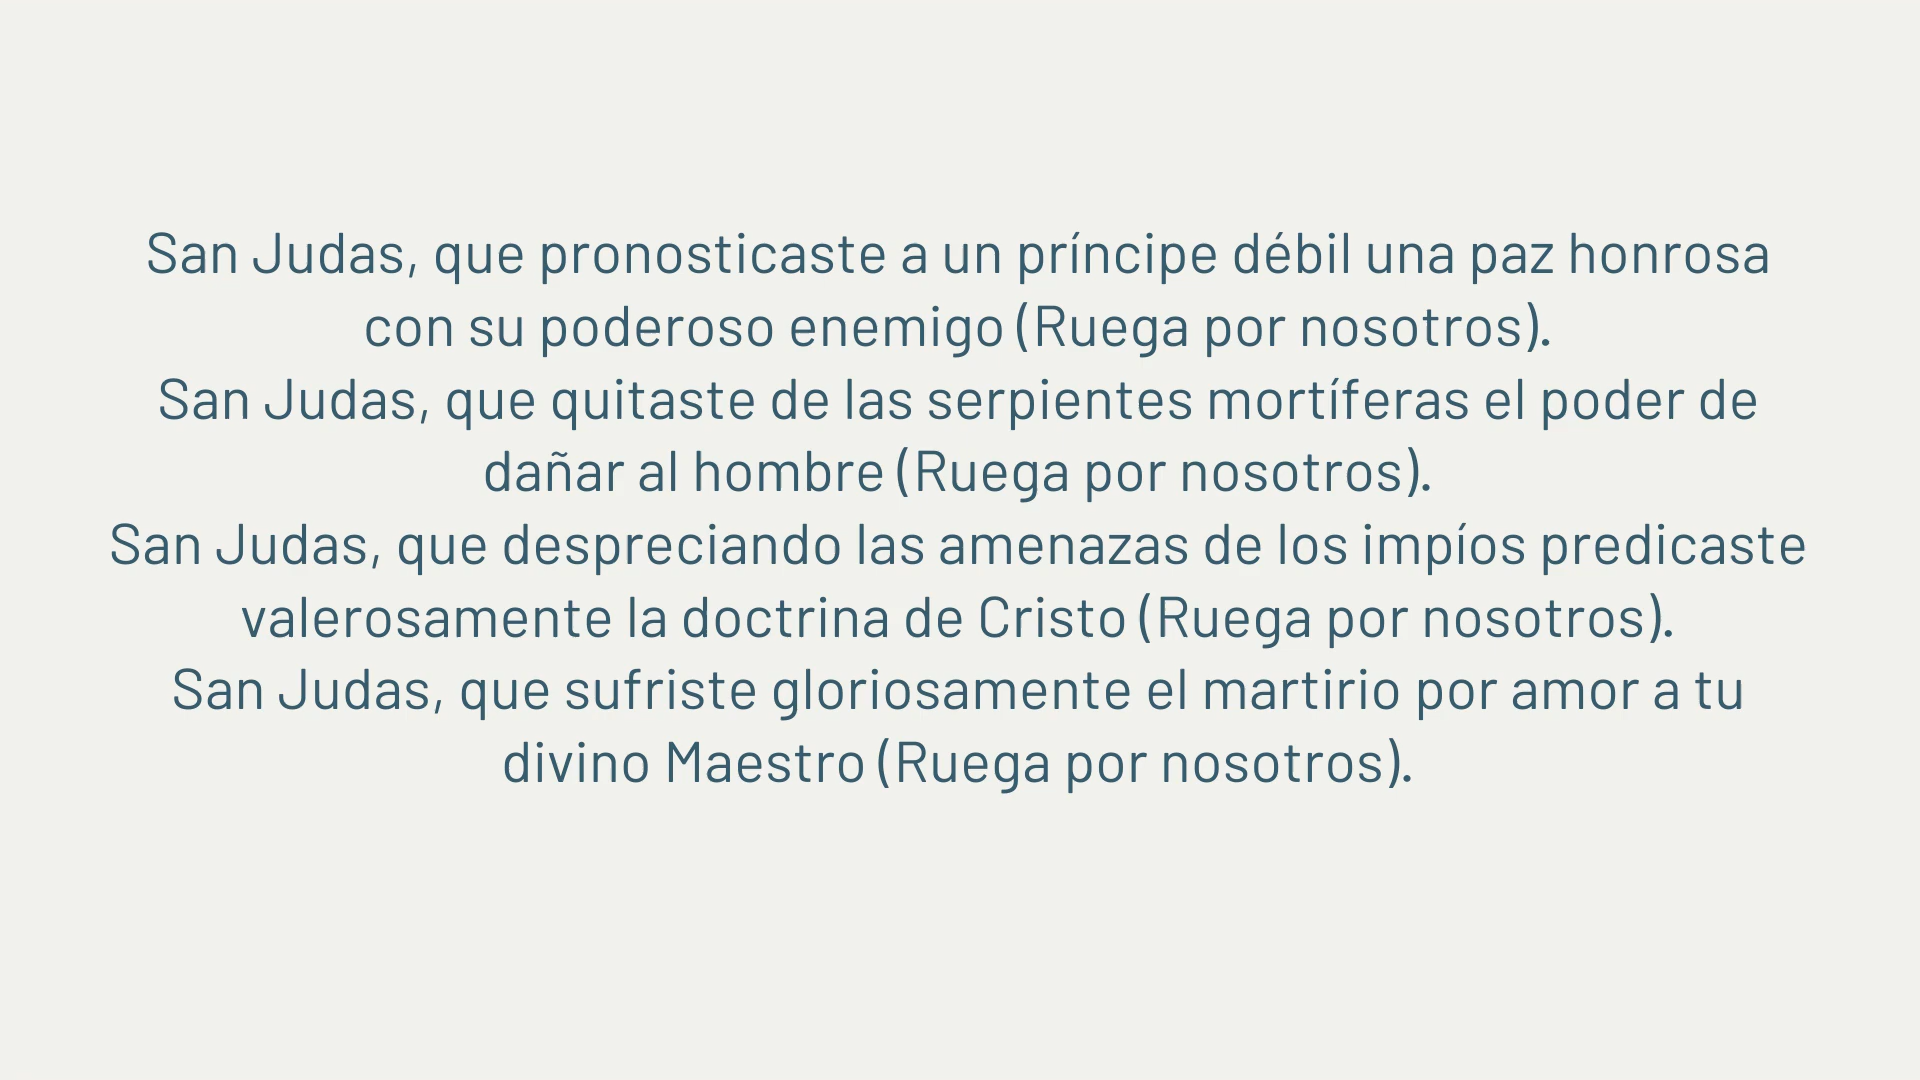 San Judas, que pronosticaste a un príncipe débil una paz honrosa
con su poderoso enemigo (Ruega por nosotros).
San Judas, que quitaste de las serpientes mortíferas el poder de
dañar al hombre (Ruega por nosotros).
San Judas, que despreciando las amenazas de los impíos predicaste
valerosamente la doctrina de Cristo (Ruega por nosotros).
San Judas, que sufriste gloriosamente el martirio por amor a tu
divino Maestro (Ruega por nosotros).